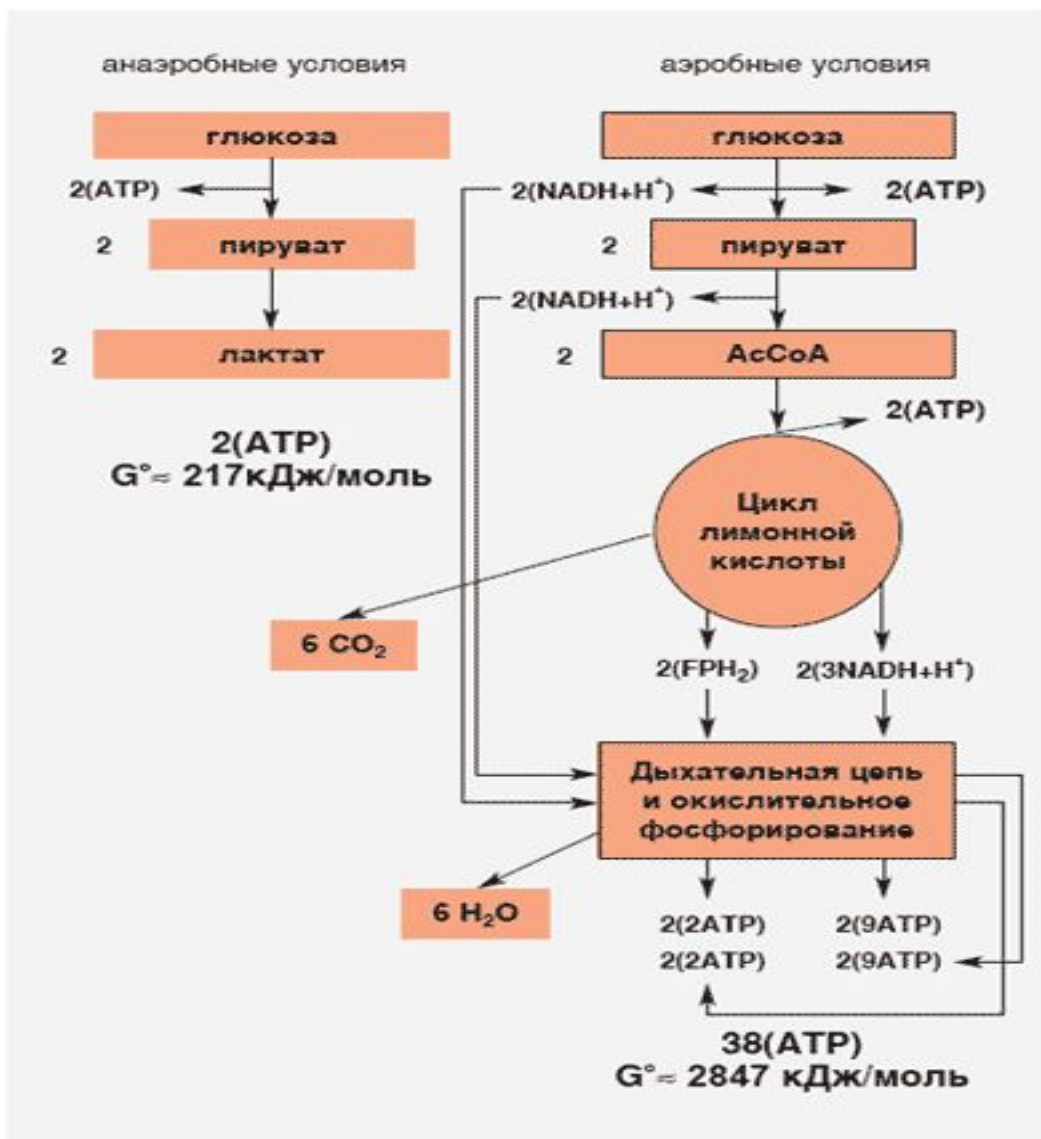 анаэробные условия
глюкоза
2(ATP)
2 пируват
2 лактат
2(ATP)
G°≈ 217кДж/моль
аэробные условия
глюкоза
2(NADH+H⁺) 2(ATP)
2 пируват
2(NADH+H⁺)
2 AcCoA
2(ATP)
Цикл
лимонной
кислоты
6 CO₂
2(FPH₂) 2(3NADH+H⁺)
Дыхательная цепь
и окислительное
фосфорирование
6 H₂O
2(2ATP) 2(9ATP)
2(2ATP) 2(9ATP)
38(ATP)
G°≈ 2847 кДж/моль